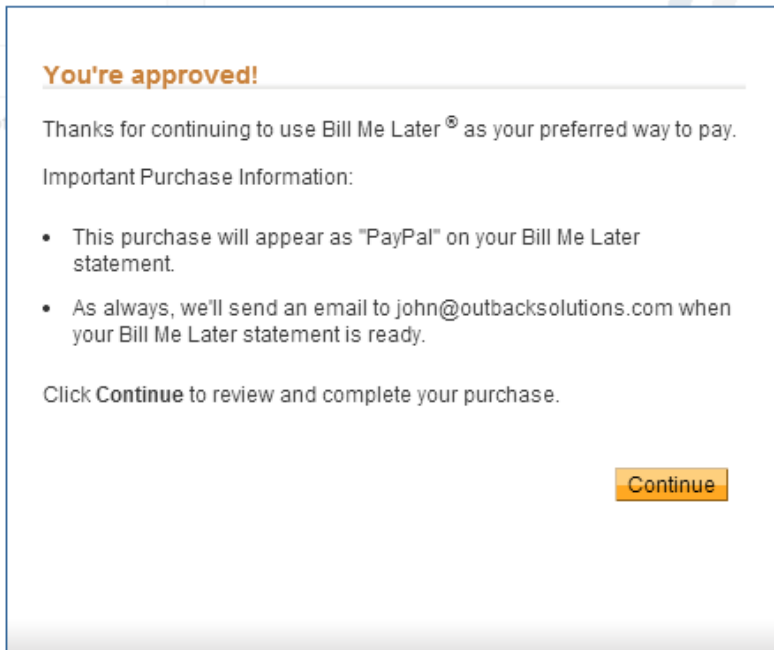 You're approved!
Thanks for continuing to use Bill Me Later ® as your preferred way to pay.
Important Purchase Information:
• This purchase will appear as "PayPal" on your Bill Me Later
statement.
• As always, we'll send an email to john@outbacksolutions.com when
your Bill Me Later statement is ready.
Click Continue to review and complete your purchase.
Continue